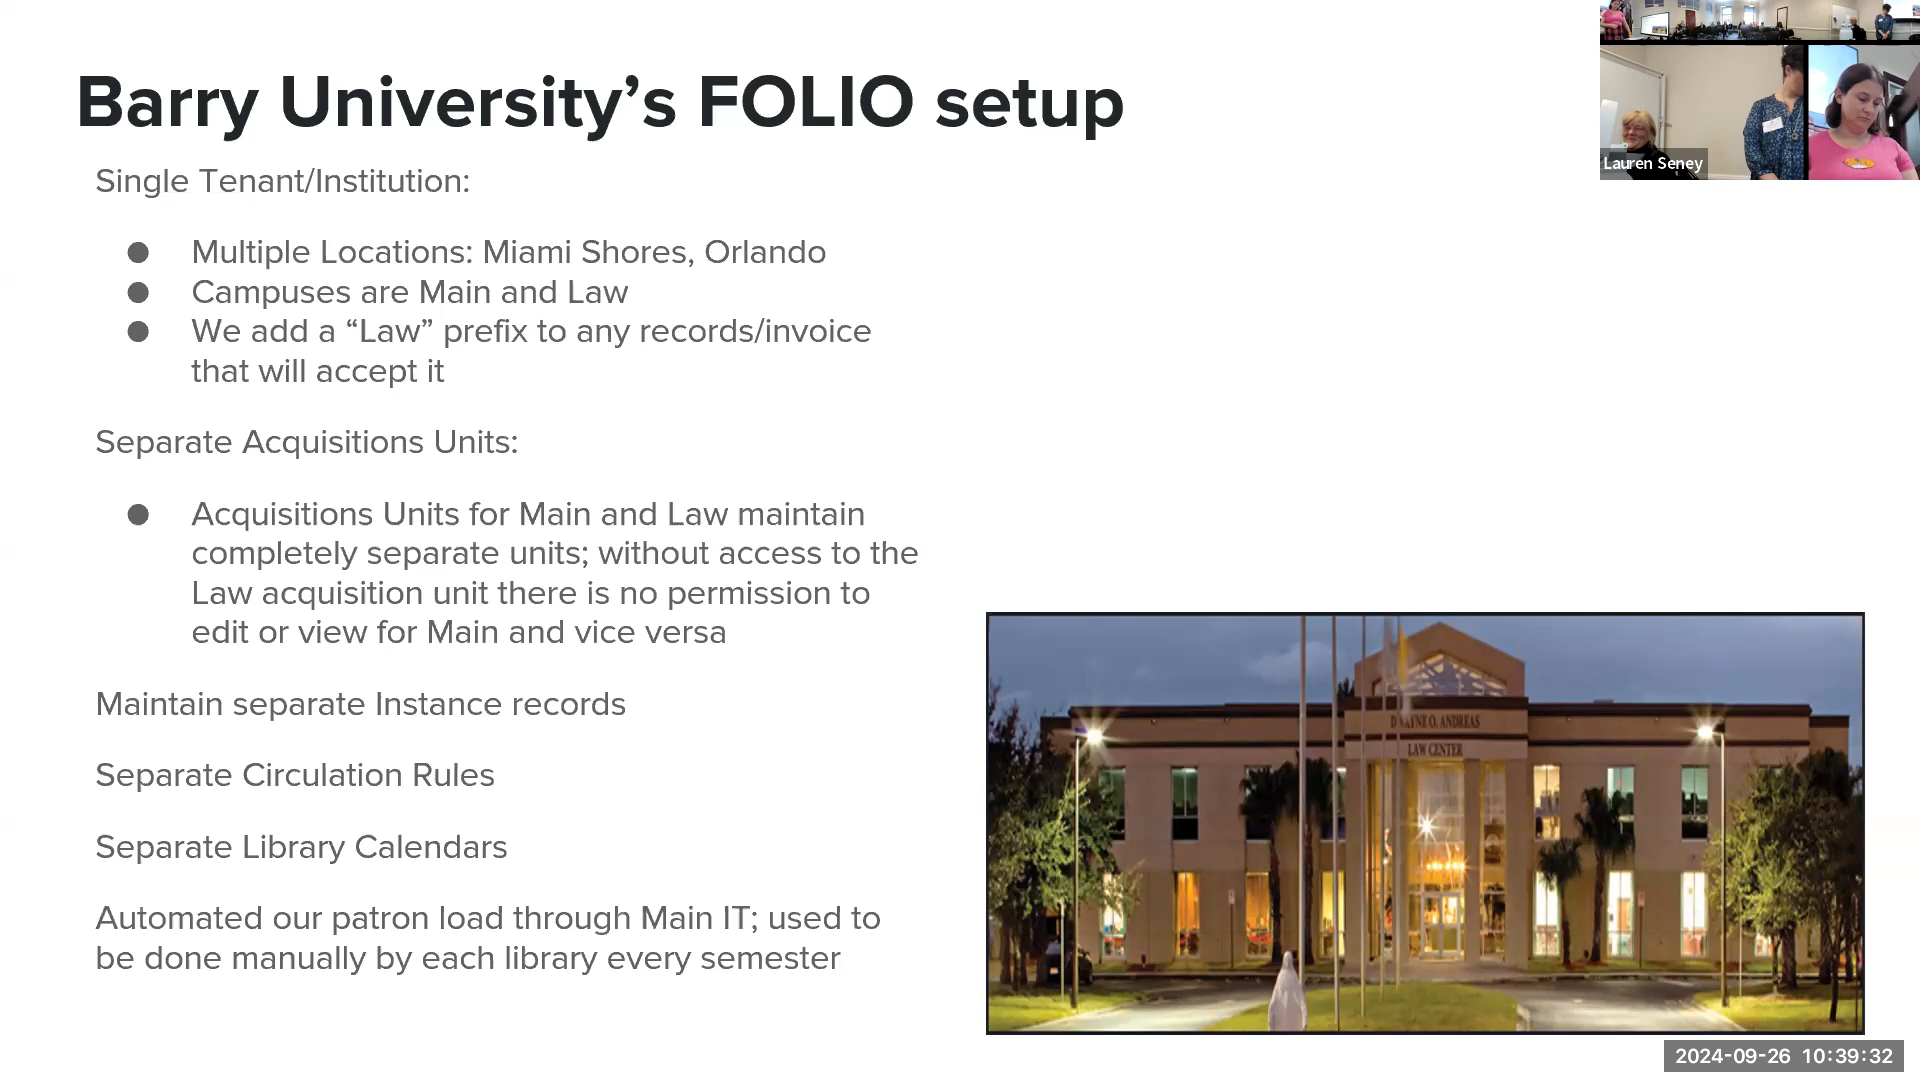 Barry University’s FOLIO setup
Single Tenant/Institution:
● Multiple Locations: Miami Shores, Orlando
● Campuses are Main and Law
● We add a “Law” prefix to any records/invoice
that will accept it
Separate Acquisitions Units:
● Acquisitions Units for Main and Law maintain
completely separate units; without access to the
Law acquisition unit there is no permission to
edit or view for Main and vice versa
Maintain separate Instance records
Separate Circulation Rules
Separate Library Calendars
Automated our patron load through Main IT; used to
be done manually by each library every semester
Lauren Seney
D WAYNE O. ANDREAS
LAW CENTER
2024-09-26 10:39:32